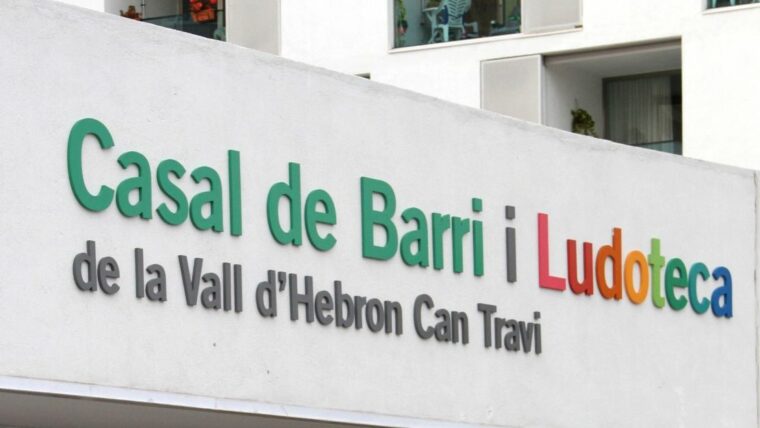 Casal de Barri i Ludoteca
de la Vall d'Hebron Can Travi